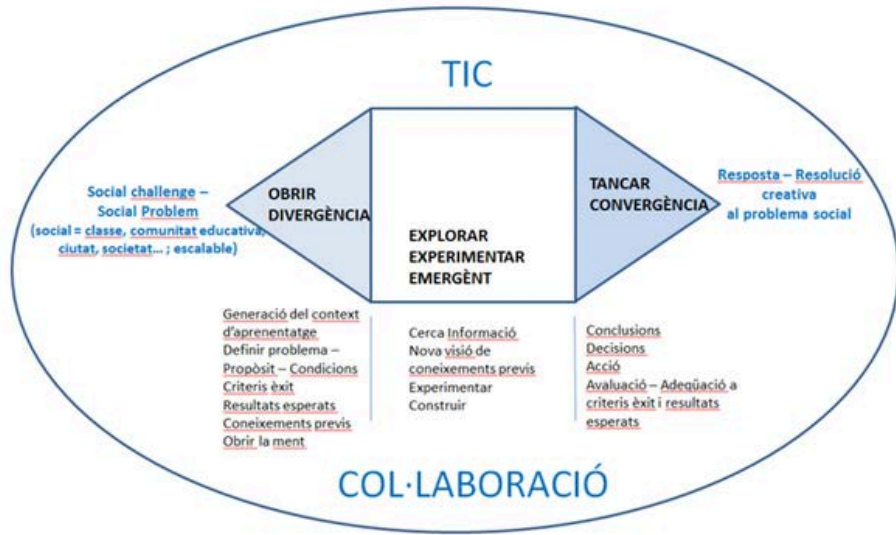 TIC
Social challenge –
Social Problem
(social = classe, comunitat educativa,
ciutat, societat... ; escalable)
OBRIR
DIVERGÈNCIA
EXPLORAR
EXPERIMENTAR
EMERGÈNT
TANCAR
CONVERGÈNCIA
Resposta – Resolució
creativa
al problema social
Generació del context
d'aprenentatge
Definir problema –
Propòsit – Condicions
Criteris èxit
Resultats esperats
Coneixements previs
Obrir la ment
Cerca Informació
Nova visió de
coneixements previs
Experimentar
Construir
Conclusions
Decisions
Acció
Avaluació – Adeqüació a
criteris èxit i resultats
esperats
COL·LABORACIÓ